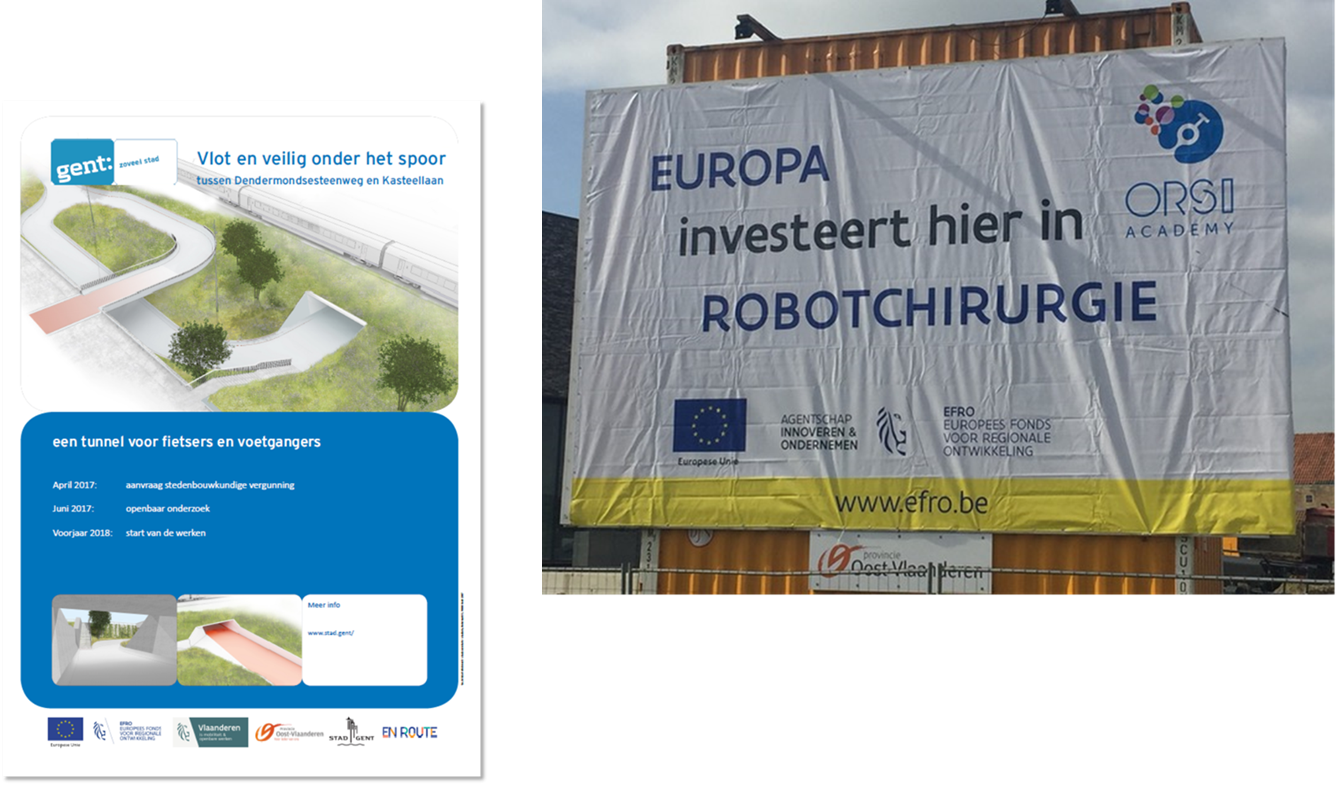 gent:
zoveel stad
Vlot en veilig onder het spoor
tussen Dendermondsesteenweg en Kasteellaan
een tunnel voor fietsers en voetgangers
April 2017: aanvraag stedenbouwkundige vergunning
Juni 2017: openbaar onderzoek
Voorjaar 2018: start van de werken
Meer info
www.stad.gent/
Europese Unie
EFRO
EUROPEES FONDS
VOOR REGIONALE
ONTWIKKELING
Vlaanderen
provincie
Oost-Vlaanderen
STAD GENT
EN ROUTE
EUROPA
investeert hier in
ROBOTCHIRURGIE
ORSI
ACADEMY
Europese Unie
AGENTSCHAP
INNOVEREN &
ONDERNEMEN
EFRO
EUROPEES FONDS
VOOR REGIONALE
ONTWIKKELING
www.efro.be
provincie
Oost-Vlaanderen